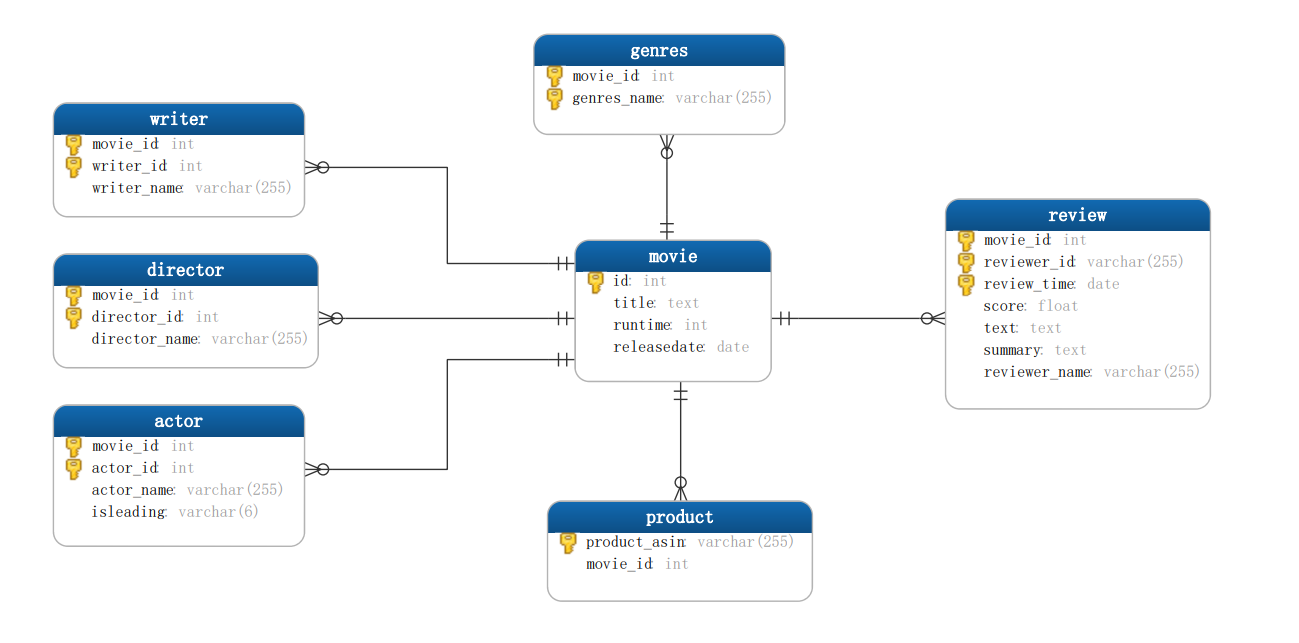 genres
movie_id: int
genres_name: varchar(255)
writer
movie_id: int
writer_id: int
writer_name: varchar(255)
director
movie_id: int
director_id: int
director_name: varchar(255)
actor
movie_id: int
actor_id: int
actor_name: varchar(255)
isleading: varchar(6)
movie
id: int
title: text
runtime: int
releasedate: date
review
movie_id: int
reviewer_id: varchar(255)
review_time: date
score: float
text: text
summary: text
reviewer_name: varchar(255)
product
product_asin: varchar(255)
movie_id: int